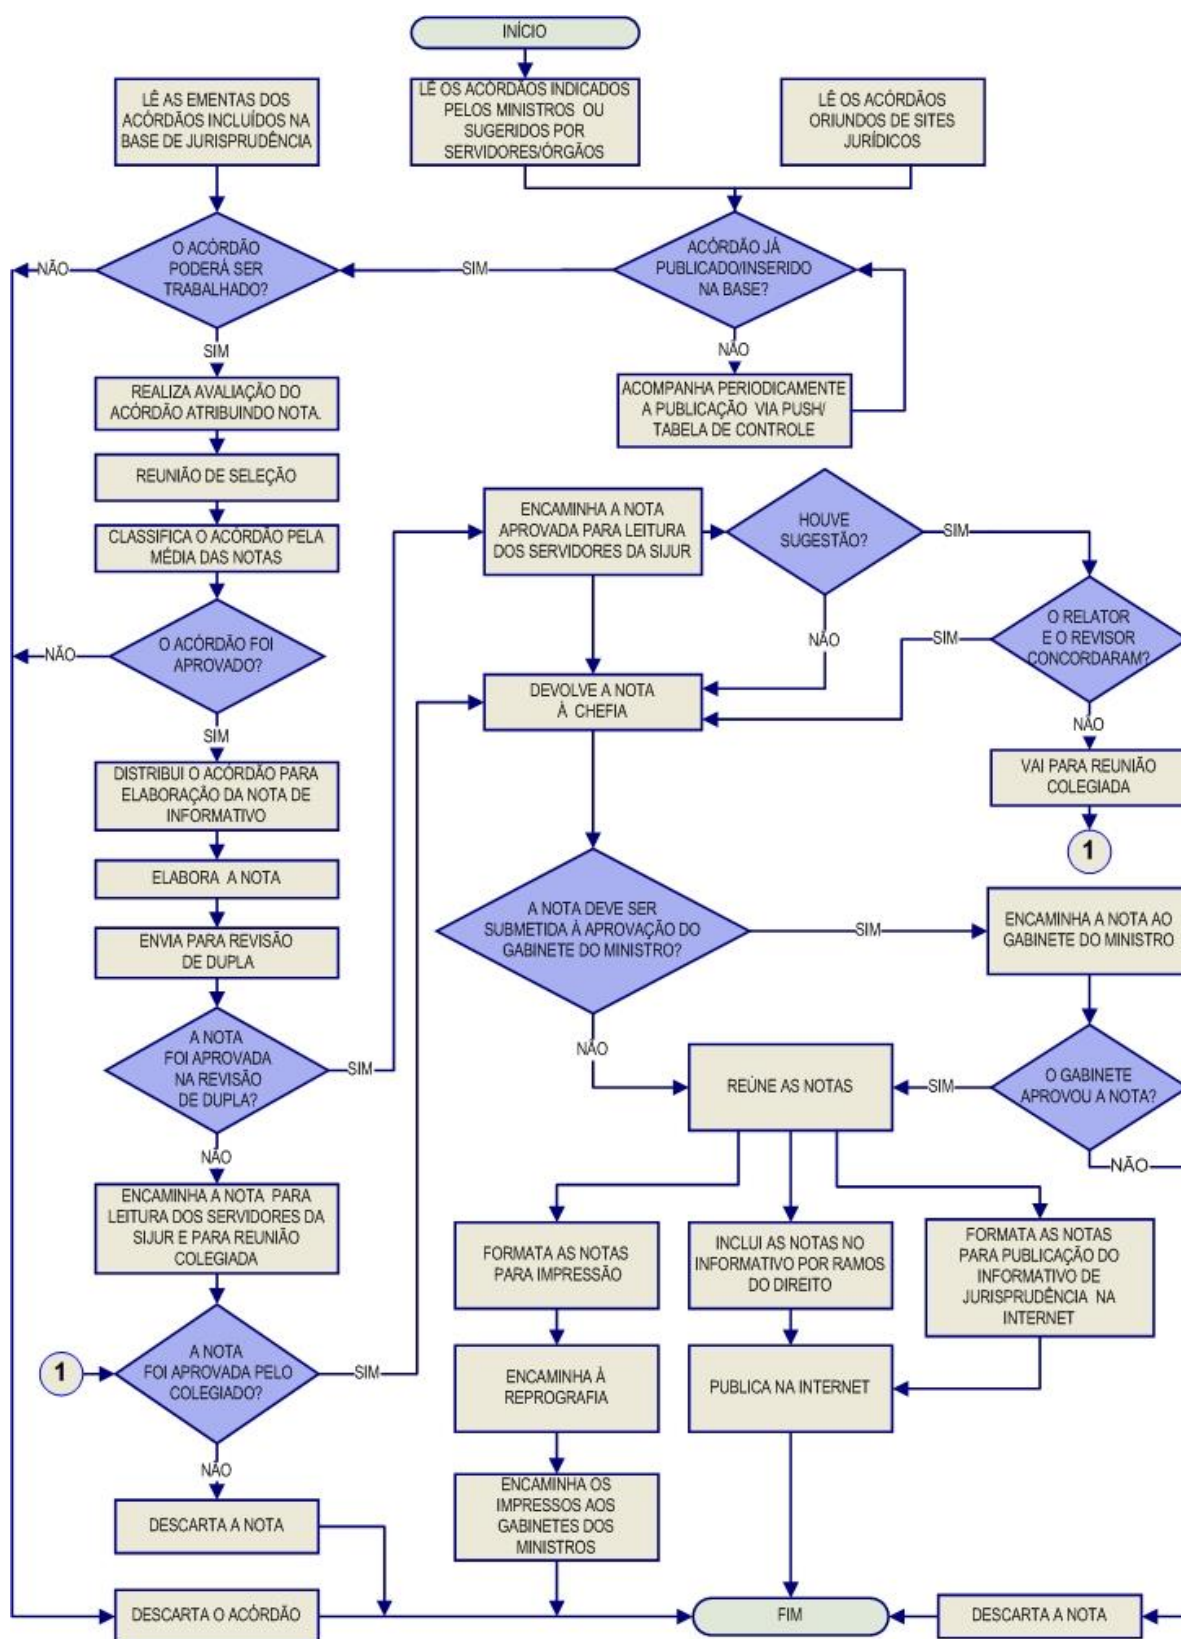 INÍCIO
LÊ AS EMENTAS DOS
ACÓRDÃOS INCLUÍDOS NA
BASE DE JURISPRUDÊNCIA
LÊ OS ACÓRDÃOS INDICADOS
PELOS MINISTROS OU
SUGERIDOS POR
SERVIDORES/ÓRGÃOS
LÊ OS ACÓRDÃOS
ORIUNDOS DE SITES
JURÍDICOS
NÃO
O ACÓRDÃO
PODERÁ SER
TRABALHADO?
SIM
ACÓRDÃO JÁ
PUBLICADO/INSERIDO
NA BASE?
SIM
NÃO
REALIZA AVALIAÇÃO DO
ACÓRDÃO ATRIBUINDO NOTA.
ACOMPANHA PERIODICAMENTE
A PUBLICAÇÃO VIA PUSH/
TABELA DE CONTROLE
REUNIÃO DE SELEÇÃO
CLASSIFICA O ACÓRDÃO PELA
MÉDIA DAS NOTAS
ENCAMINHA A NOTA
APROVADA PARA LEITURA
DOS SERVIDORES DA SIJUR
HOUVE
SUGESTÃO?
SIM
NÃO
O ACÓRDÃO FOI
APROVADO?
NÃO
SIM
O RELATOR
E O REVISOR
CONCORDARAM?
SIM
DEVOLVE A NOTA
À CHEFIA
NÃO
SIM
DISTRIBUI O ACÓRDÃO PARA
ELABORAÇÃO DA NOTA DE
INFORMATIVO
VAI PARA REUNIÃO
COLEGIADA
1
ELABORA A NOTA
ENVIA PARA REVISÃO
DE DUPLA
A NOTA DEVE SER
SUBMETIDA À APROVAÇÃO DO
GABINETE DO MINISTRO?
SIM
ENCAMINHA A NOTA AO
GABINETE DO MINISTRO
A NOTA
FOI APROVADA
NA REVISÃO
DE DUPLA?
SIM
NÃO
REÚNE AS NOTAS
SIM
O GABINETE
APROVOU A NOTA?
NÃO
NÃO
ENCAMINHA A NOTA PARA
LEITURA DOS SERVIDORES DA
SIJUR E PARA REUNIÃO
COLEGIADA
FORMATA AS NOTAS
PARA IMPRESSÃO
INCLUI AS NOTAS NO
INFORMATIVO POR RAMOS
DO DIREITO
FORMATA AS NOTAS
PARA PUBLICAÇÃO DO
INFORMATIVO DE
JURISPRUDÊNCIA NA
INTERNET
1
A NOTA
FOI APROVADA PELO
COLEGIADO?
SIM
ENCAMINHA À
REPROGRAFIA
PUBLICA NA INTERNET
NÃO
DESCARTA A NOTA
ENCAMINHA OS
IMPRESSOS AOS
GABINETES DOS
MINISTROS
DESCARTA O ACÓRDÃO
FIM
DESCARTA A NOTA